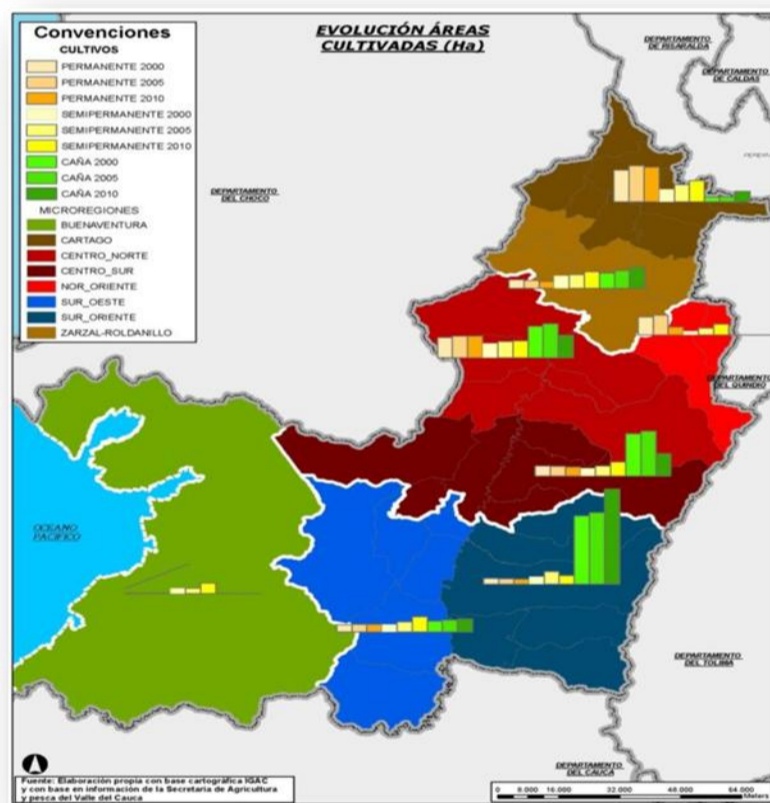 EVOLUCIÓN ÁREAS
CULTIVADAS (Ha)
Convenciones
CULTIVOS
PERMANENTE 2000
PERMANENTE 2005
PERMANENTE 2010
SEMIPERMANENTE 2000
SEMIPERMANENTE 2005
SEMIPERMANENTE 2010
CAÑA 2000
CAÑA 2005
CAÑA 2010
MICROREGIONES
BUENAVENTURA
CARTAGO
CENTRO_NORTE
CENTRO_SUR
NOR_ORIENTE
SUR_OESTE
SUR_ORIENTE
ZARZAL-ROLDANILLO
DEPARTAMENTO
DE RISARALDA
DEPARTAMENTO
DE CALDAS
DEPARTAMENTO
DEL CHOCO
DEPARTAMENTO
DEL QUINDIO
OCEANO
PACIFICO
DEPARTAMENTO
DEL TOLIMA
DEPARTAMENTO
DEL CAUCA
Fuente: Elaboración propia con base cartográfica IGAC
y con base en información de la Secretaria de Agricultura
y pesca del Valle del Cauca
0 8.000 16.000 32.000 48.000 64.000
Meters